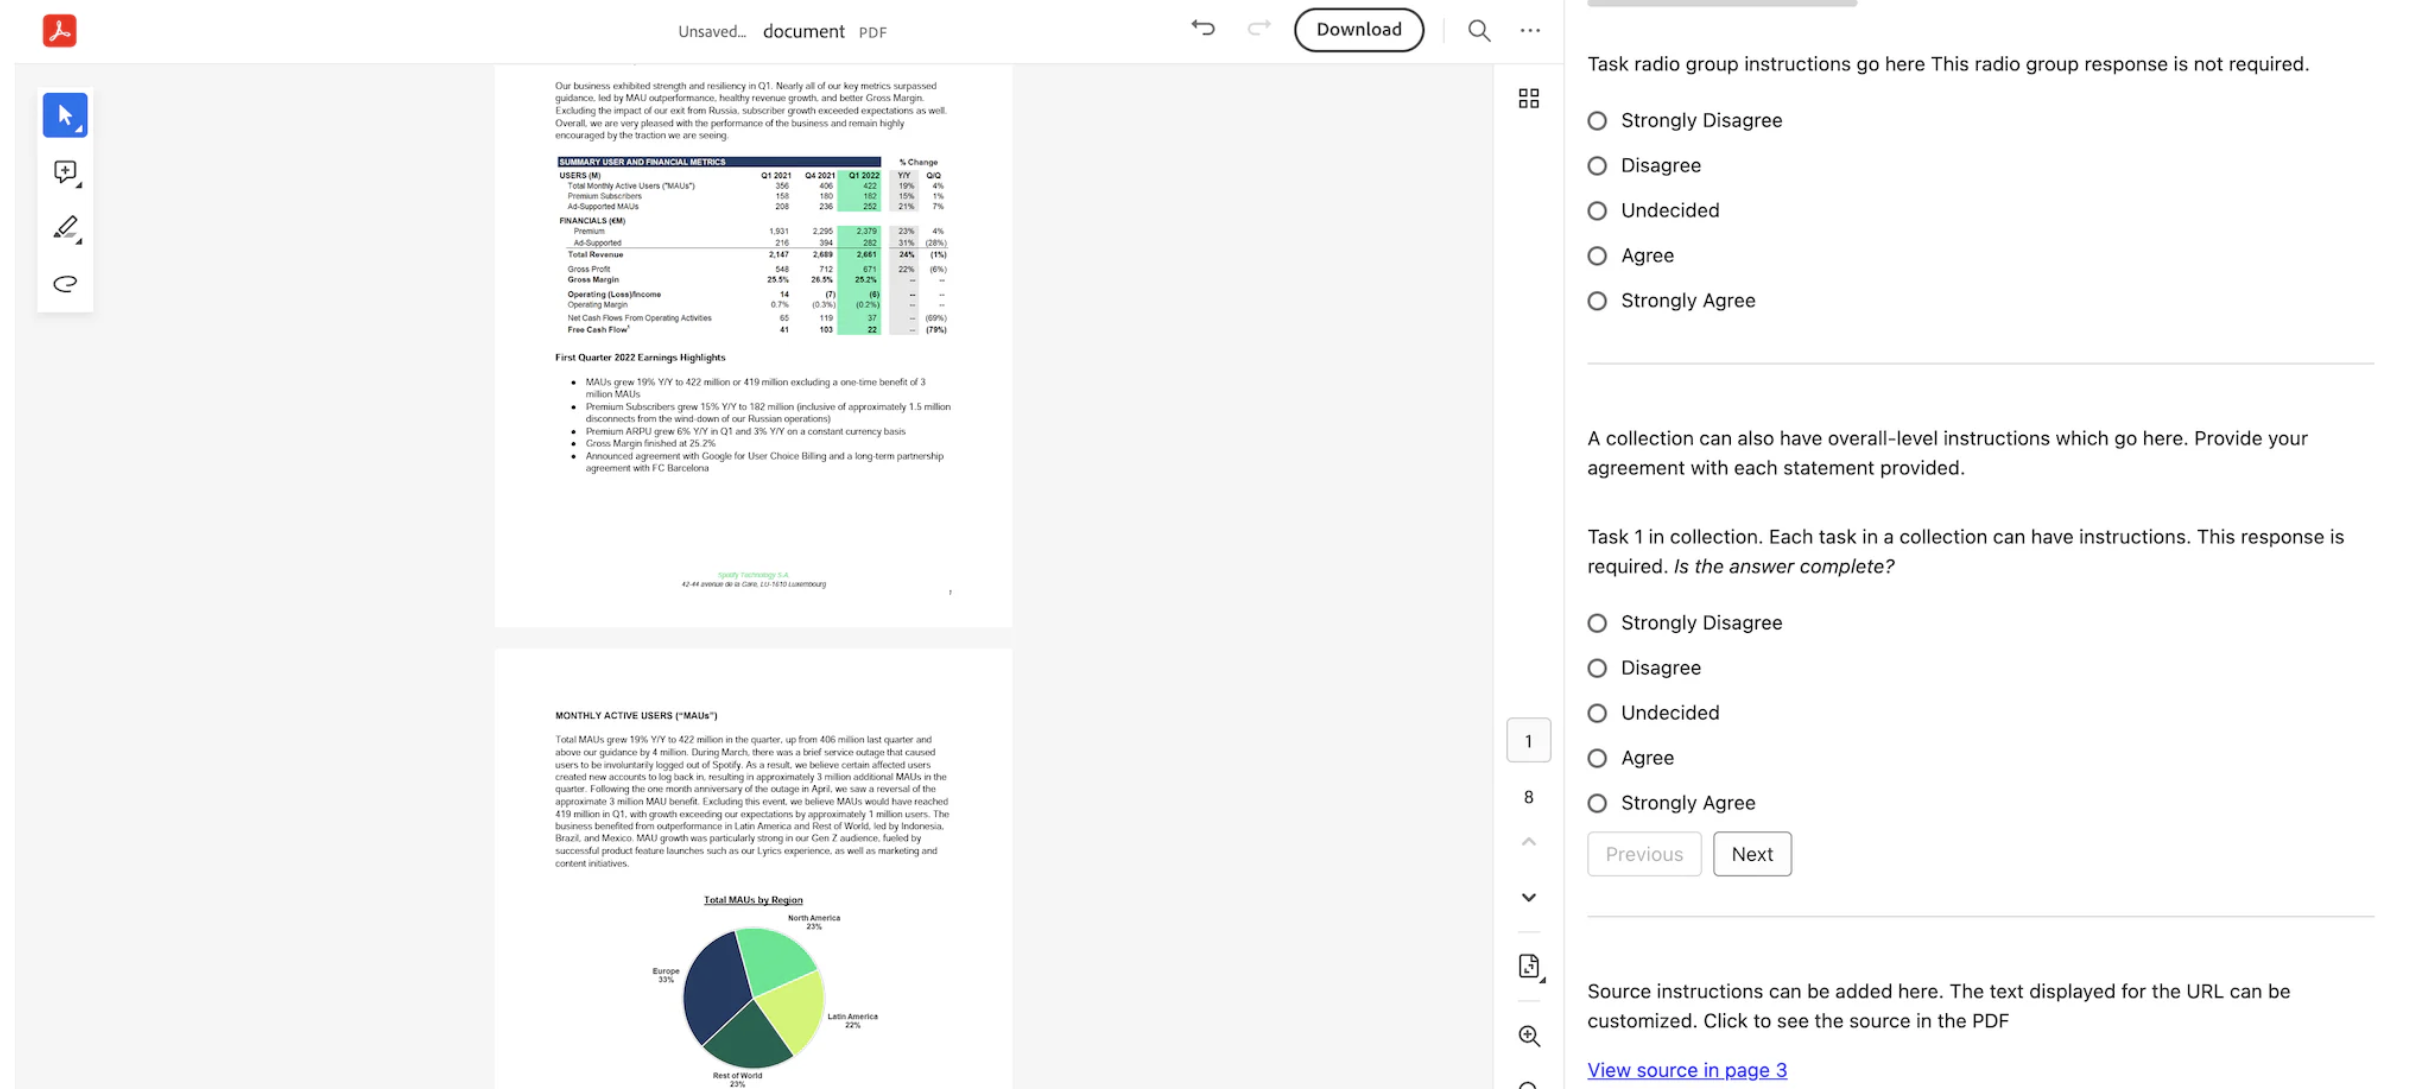 Unsaved... document PDF
Download
Our business exhibited strength and resiliency in Q1. Nearly all of our key metrics surpassed
guidance, led by MAU outperformance, healthy revenue growth, and better Gross Margin.
Excluding the impact of our exit from Russia, subscriber growth exceeded expectations as well.
Overall, we are very pleased with the performance of the business and remain highly
encouraged by the traction we are seeing.
SUMMARY USER AND FINANCIAL METRICS % Change
USERS (M) Q1 2021 Q4 2021 Q1 2022 Y/Y Q/Q
Total Monthly Active Users ("MAUs") 356 406 422 19% 4%
Premium Subscribers 158 180 182 15% 1%
Ad-Supported MAUs 208 236 252 21% 7%
FINANCIALS (€M)
Premium 1,931 2,295 2,379 23% 4%
Ad-Supported 216 394 282 31% (28%)
Total Revenue 2,147 2,689 2,661 24% (1%)
Gross Profit 548 712 671 22% (6%)
Gross Margin 25.5% 26.5% 25.2% -- --
Operating (Loss)/Income 14 (7) (6) -- --
Operating Margin 0.7% (0.3%) (0.2%) -- --
Net Cash Flows From Operating Activities 65 119 37 -- (69%)
Free Cash Flow 41 103 22 -- (79%)
First Quarter 2022 Earnings Highlights
• MAUs grew 19% Y/Y to 422 million or 419 million excluding a one-time benefit of 3
million MAUs
• Premium Subscribers grew 15% Y/Y to 182 million (inclusive of approximately 1.5 million
disconnects from the wind-down of our Russian operations)
• Premium ARPU grew 6% Y/Y in Q1 and 3% Y/Y on a constant currency basis
• Gross Margin finished at 25.2%
• Announced agreement with Google for User Choice Billing and a long-term partnership
agreement with FC Barcelona
Spotify Technology S.A.
42-44 avenue de la Gare, LU-1610 Luxembourg
1
MONTHLY ACTIVE USERS ("MAUs")
Total MAUs grew 19% Y/Y to 422 million in the quarter, up from 406 million last quarter and
above our guidance by 4 million. During March, there was a brief service outage that caused
users to be involuntarily logged out of Spotify. As a result, we believe certain affected users
created new accounts to log back in, resulting in approximately 3 million additional MAUs in the
quarter. Following the one month anniversary of the outage in April, we saw a reversal of the
approximate 3 million MAU benefit. Excluding this event, we believe MAUs would have reached
419 million in Q1, with growth exceeding our expectations by approximately 1 million users. The
business benefited from outperformance in Latin America and Rest of World, led by Indonesia,
Brazil, and Mexico. MAU growth was particularly strong in our Gen Z audience, fueled by
successful product feature launches such as our Lyrics experience, as well as marketing and
content initiatives.
Total MAUs by Region
North America
23%
Europe
33%
Latin America
22%
Rest of World
23%
1
8
Task radio group instructions go here This radio group response is not required.
Strongly Disagree
Disagree
Undecided
Agree
Strongly Agree
A collection can also have overall-level instructions which go here. Provide your
agreement with each statement provided.
Task 1 in collection. Each task in a collection can have instructions. This response is
required. Is the answer complete?
Strongly Disagree
Disagree
Undecided
Agree
Strongly Agree
Previous Next
Source instructions can be added here. The text displayed for the URL can be
customized. Click to see the source in the PDF
View source in page 3